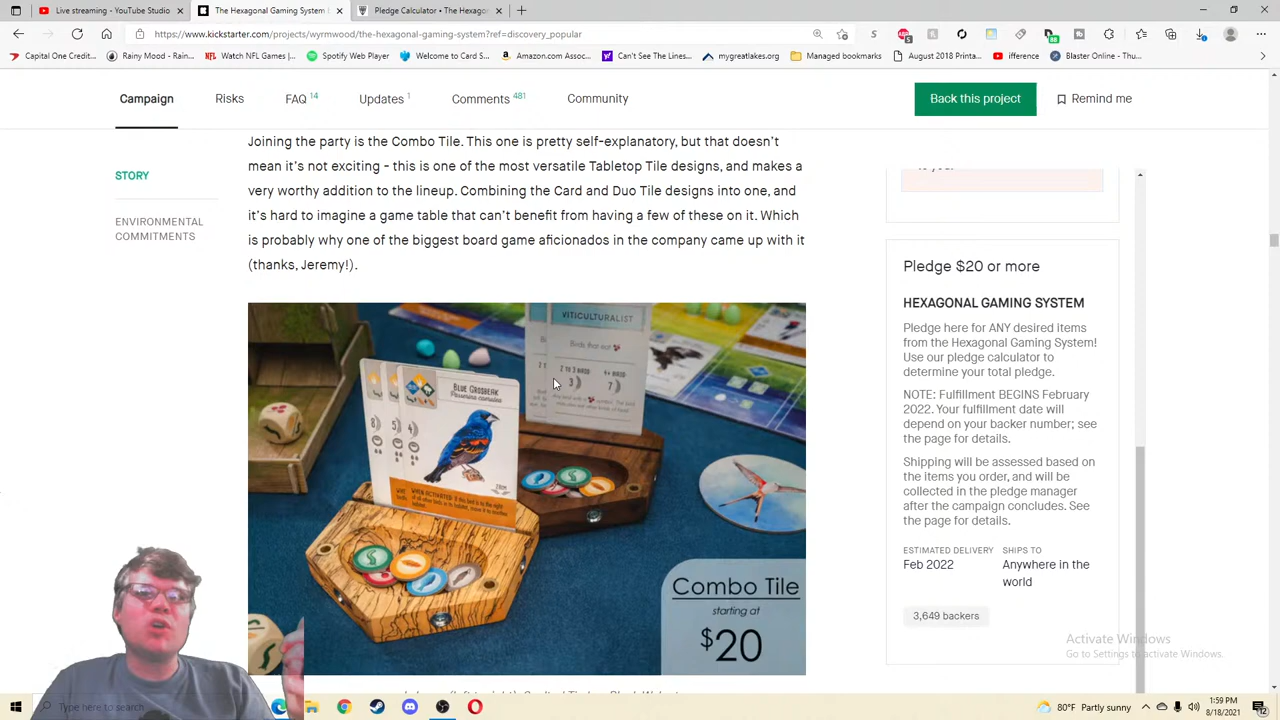 Live streaming - YouTube Studio
The Hexagonal Gaming System
Pledge Calculator - The Hexagon
https://www.kickstarter.com/projects/wyrmwood/the-hexagonal-gaming-system?ref=discovery_popular
Capital One Credit...
Rainy Mood - Rain...
Watch NFL Games |...
Spotify Web Player
Welcome to Card S...
Amazon.com Assoc...
Can't See The Lines...
mygreatlakes.org
Managed bookmarks
August 2018 Printa...
ifference
Blaster Online - Thu...
Campaign
Risks
FAQ 14
Updates 1
Comments 481
Community
Back this project
Remind me
STORY
ENVIRONMENTAL
COMMITMENTS
Joining the party is the Combo Tile. This one is pretty self-explanatory, but that doesn't
mean it's not exciting - this is one of the most versatile Tabletop Tile designs, and makes a
very worthy addition to the lineup. Combining the Card and Duo Tile designs into one, and
it's hard to imagine a game table that can't benefit from having a few of these on it. Which
is probably why one of the biggest board game aficionados in the company came up with it
(thanks, Jeremy!).
VITICULTURALIST
Birds that eat
BLUE GROSBEAK
Passerina caerulea
Combo Tile
starting at
$20
Pledge $20 or more
HEXAGONAL GAMING SYSTEM
Pledge here for ANY desired items
from the Hexagonal Gaming System!
Use our pledge calculator to
determine your total pledge.
NOTE: Fulfillment BEGINS February
2022. Your fulfillment date will
depend on your backer number; see
the page for details.
Shipping will be assessed based on
the items you order, and will be
collected in the pledge manager
after the campaign concludes. See
the page for details.
ESTIMATED DELIVERY
Feb 2022
SHIPS TO
Anywhere in the
world
3,649 backers
Activate Windows
Go to Settings to activate Windows.
Type here to search
80°F Partly sunny
1:59 PM
8/18/2021